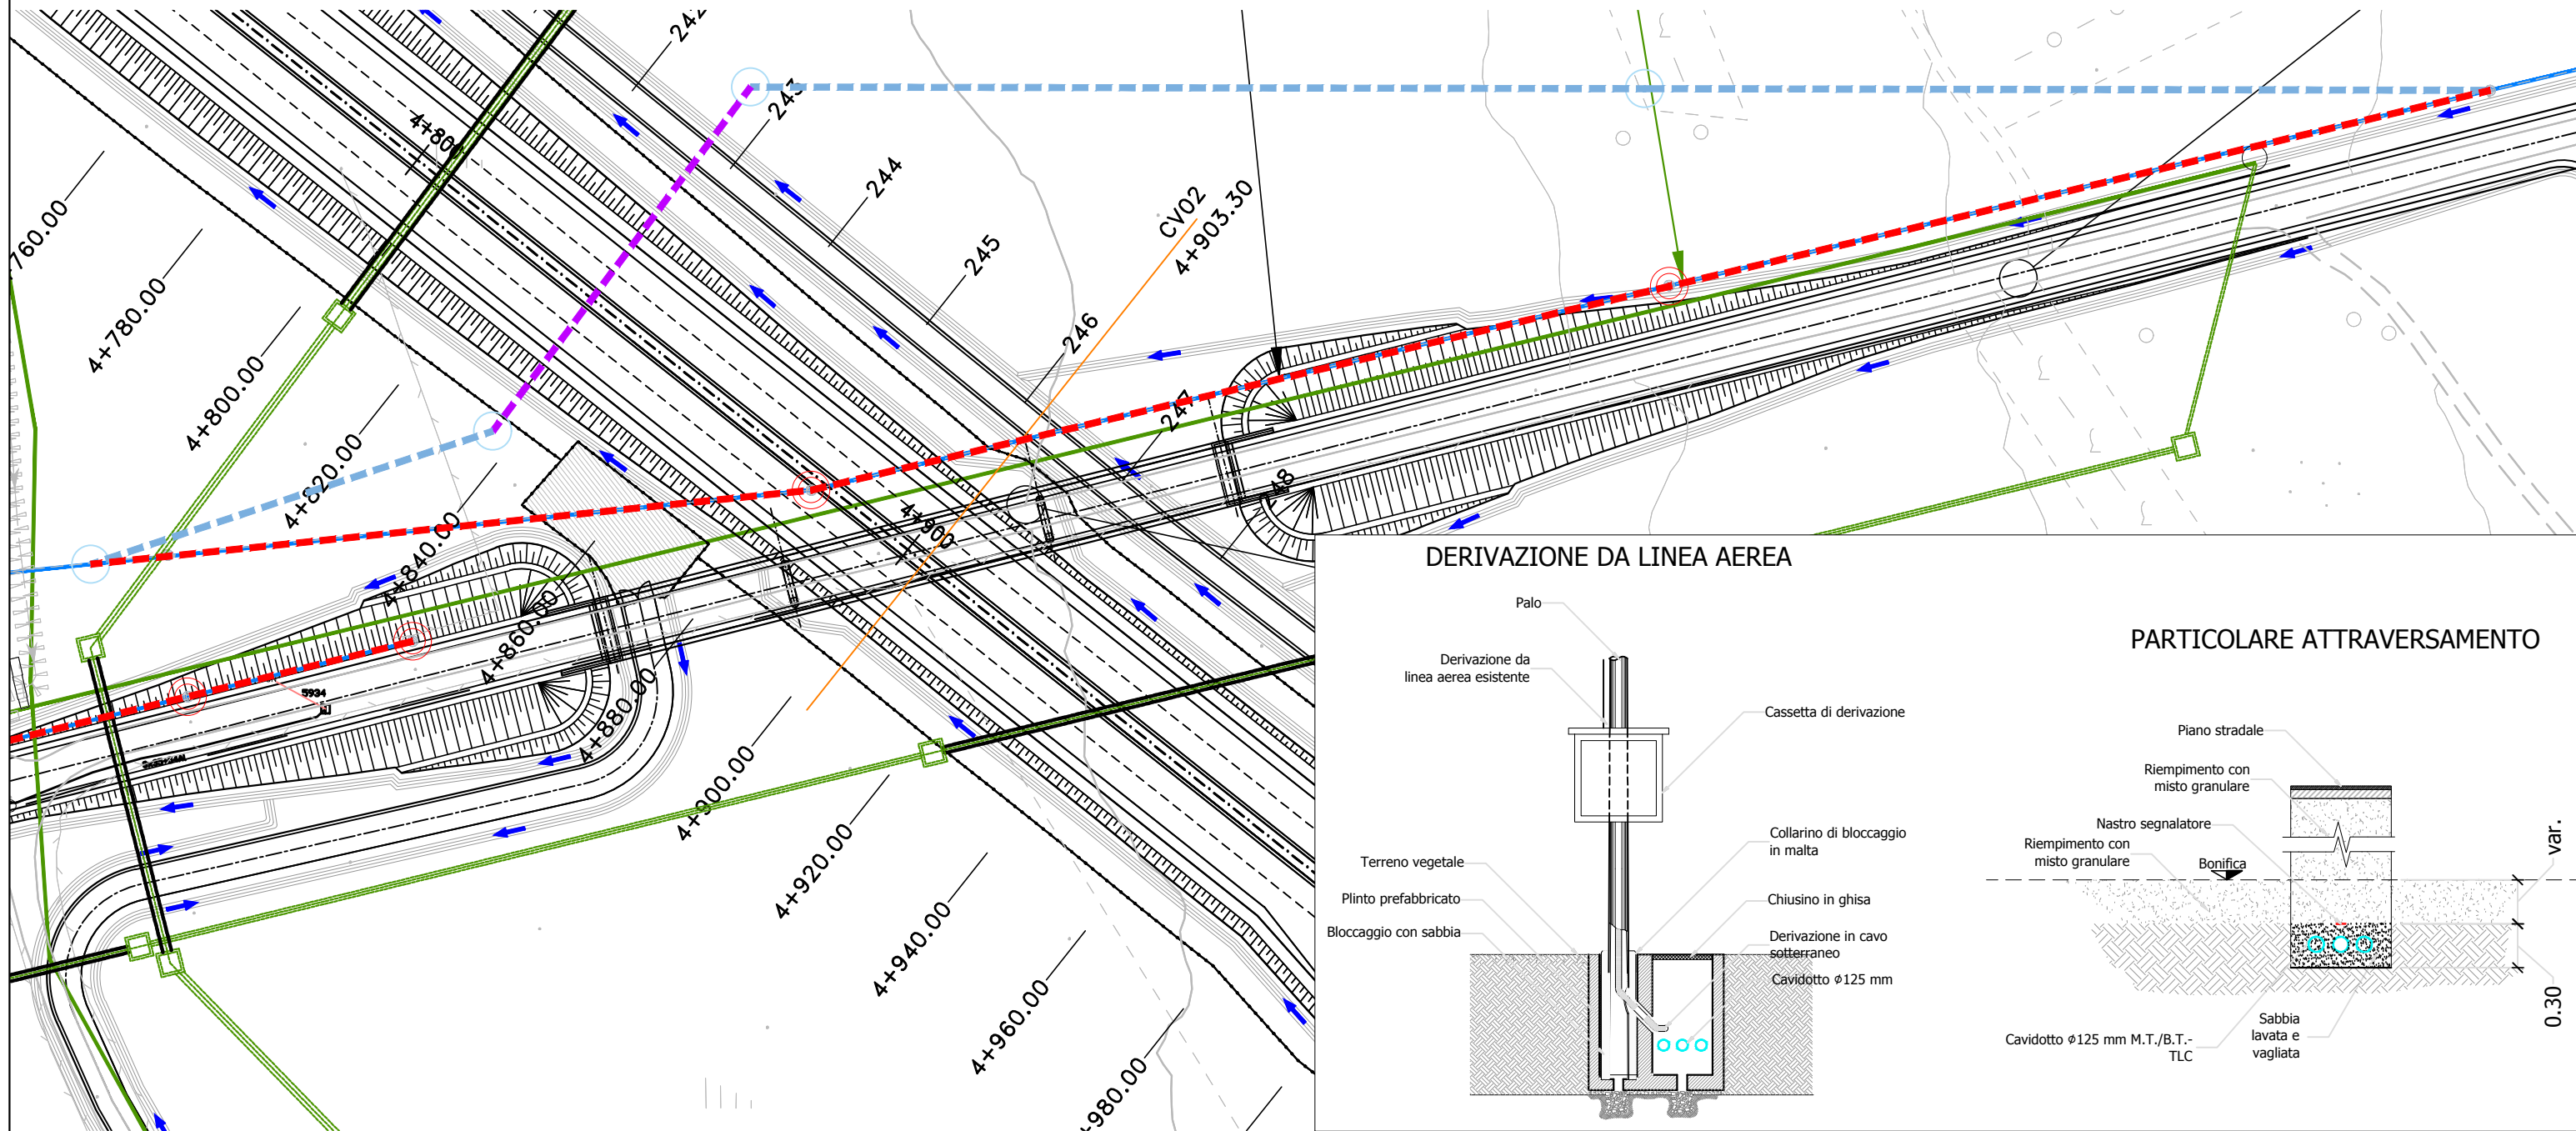 242
243
244
245
246
247
248
4+800
4+900
CV02
4+903.30
+760.00
4+780.00
4+800.00
4+820.00
4+840.00
4+860.00
4+880.00
4+900.00
4+920.00
4+940.00
4+960.00
+980.00
5934
DERIVAZIONE DA LINEA AEREA
Palo
Derivazione da
linea aerea esistente
Cassetta di derivazione
Collarino di bloccaggio
in malta
Terreno vegetale
Plinto prefabbricato
Bloccaggio con sabbia
Chiusino in ghisa
Derivazione in cavo
sotterraneo
Cavidotto ⌀125 mm
PARTICOLARE ATTRAVERSAMENTO
Piano stradale
Riempimento con
misto granulare
Nastro segnalatore
Riempimento con
misto granulare
Bonifica
var.
0.30
Cavidotto ⌀125 mm M.T./B.T.-
TLC
Sabbia
lavata e
vagliata